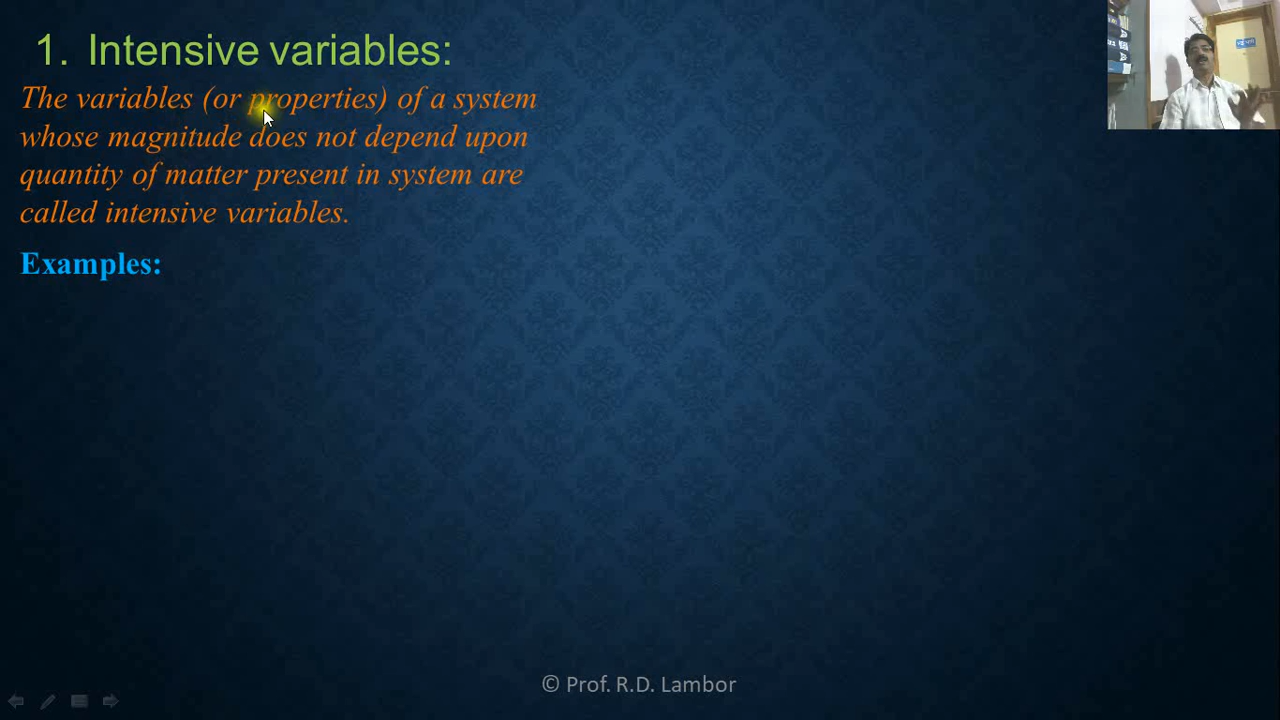 1. Intensive variables:
The variables (or properties) of a system
whose magnitude does not depend upon
quantity of matter present in system are
called intensive variables.
Examples:
© Prof. R.D. Lambor